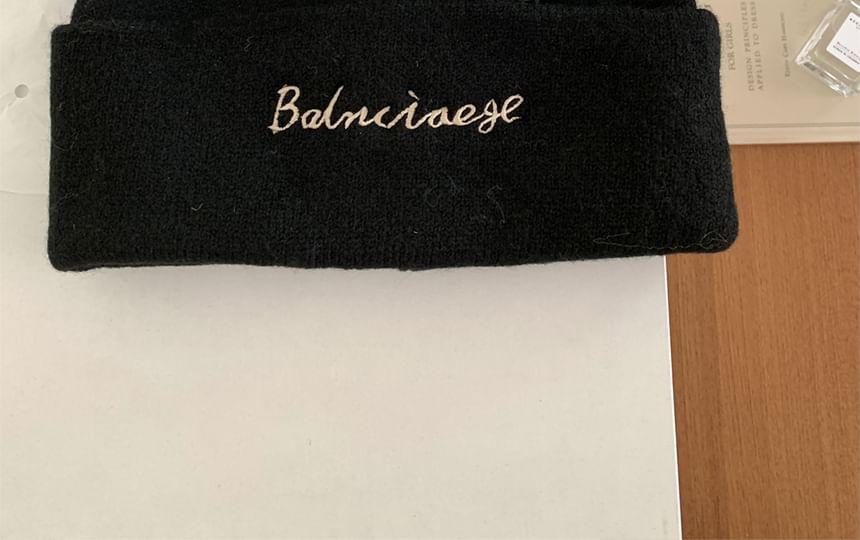 Balnciaege
FOR GIRLS
DESIGN PRINCIPLES
APPLIED TO DRESS